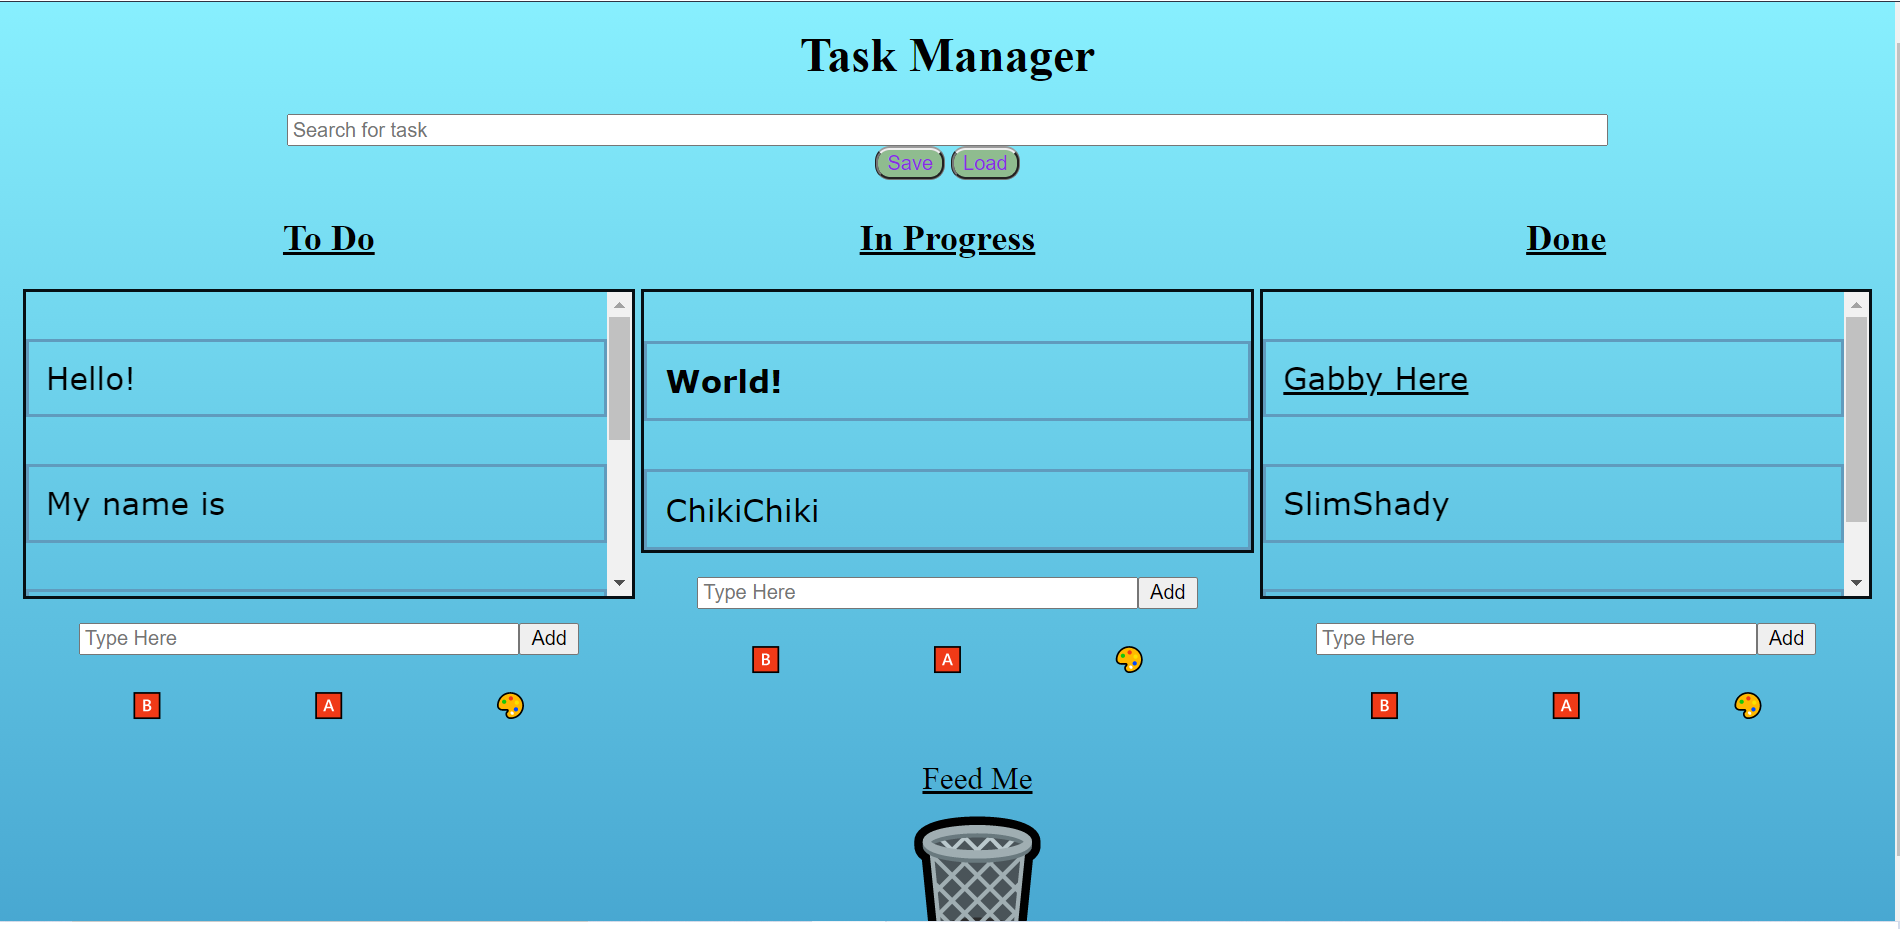 Task Manager
Search for task
Save Load
To Do
Hello!
My name is
Type Here Add
B A
In Progress
World!
ChikiChiki
Type Here Add
B A
Done
Gabby Here
SlimShady
Type Here Add
B A
Feed Me